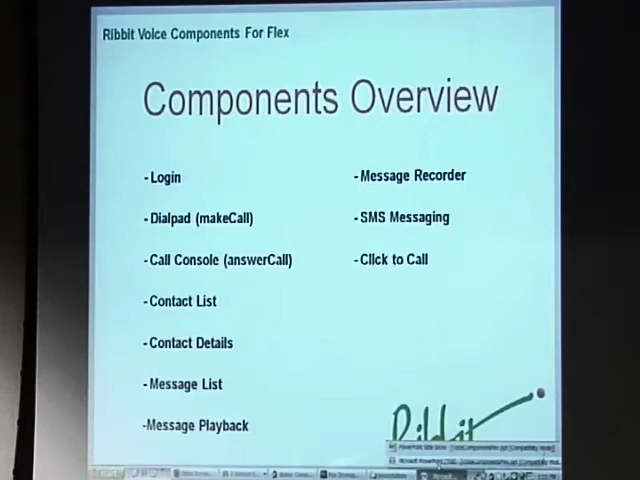 Ribbit Voice Components For Flex
Components Overview
- Login
- Dialpad (makeCall)
- Call Console (answerCall)
- Contact List
- Contact Details
- Message List
-Message Playback
- Message Recorder
- SMS Messaging
- Click to Call
Ribbit